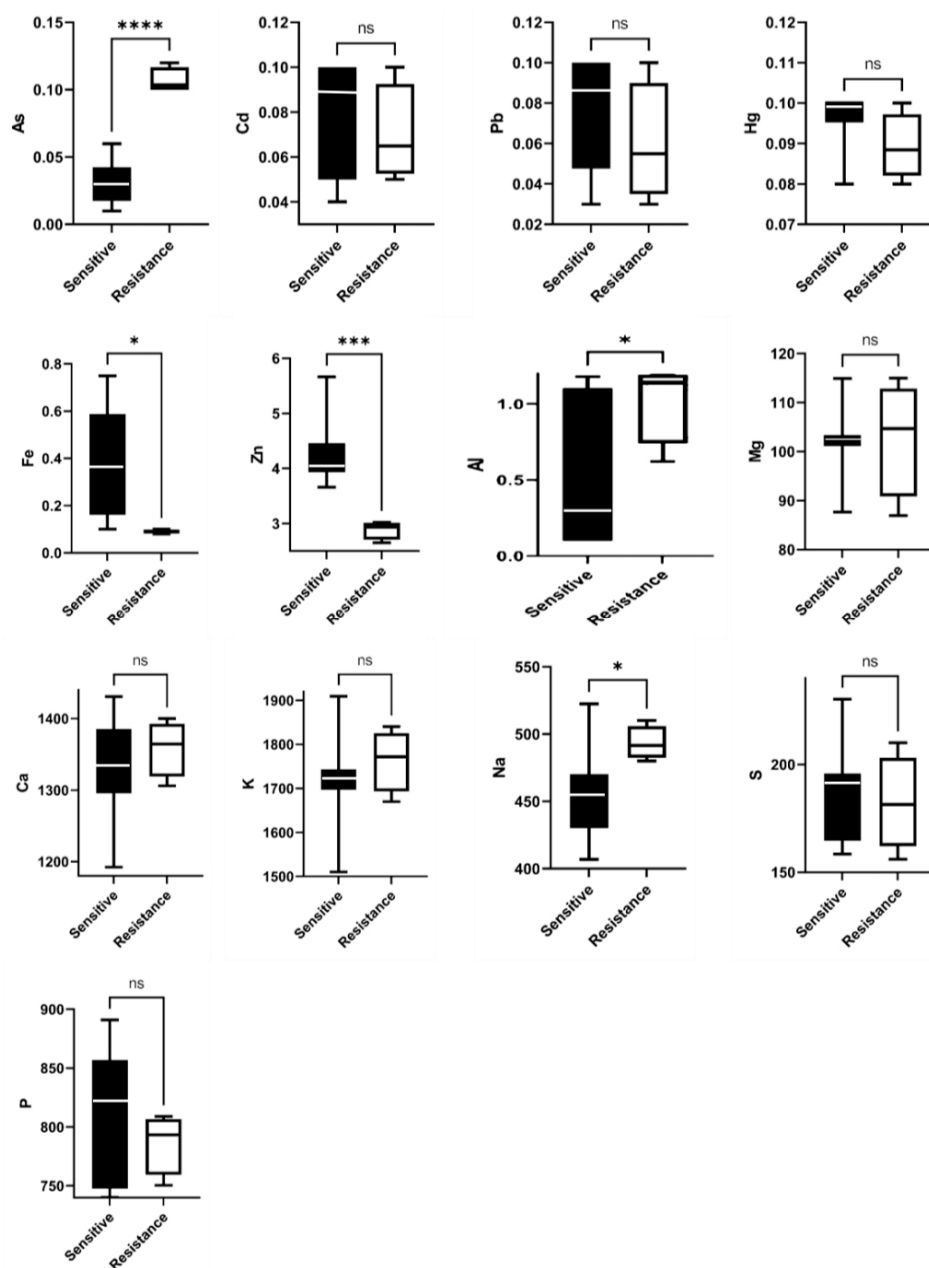 As
0.15
0.10
0.05
0.00
****
Sensitive
Resistance
Cd
0.12
0.10
0.08
0.06
0.04
ns
Sensitive
Resistance
Pb
0.12
0.10
0.08
0.06
0.04
0.02
ns
Sensitive
Resistance
Hg
0.12
0.11
0.10
0.09
0.08
0.07
ns
Sensitive
Resistance
Fe
0.8
0.6
0.4
0.2
0.0
*
Sensitive
Resistance
Zn
6
5
4
3
***
Sensitive
Resistance
Al
1.0
0.5
0.0
*
Sensitive
Resistance
Mg
120
110
100
90
80
ns
Sensitive
Resistance
Ca
1400
1300
1200
ns
Sensitive
Resistance
K
1900
1800
1700
1600
1500
ns
Sensitive
Resistance
Na
550
500
450
400
*
Sensitive
Resistance
S
200
150
ns
Sensitive
Resistance
P
900
850
800
750
ns
Sensitive
Resistance